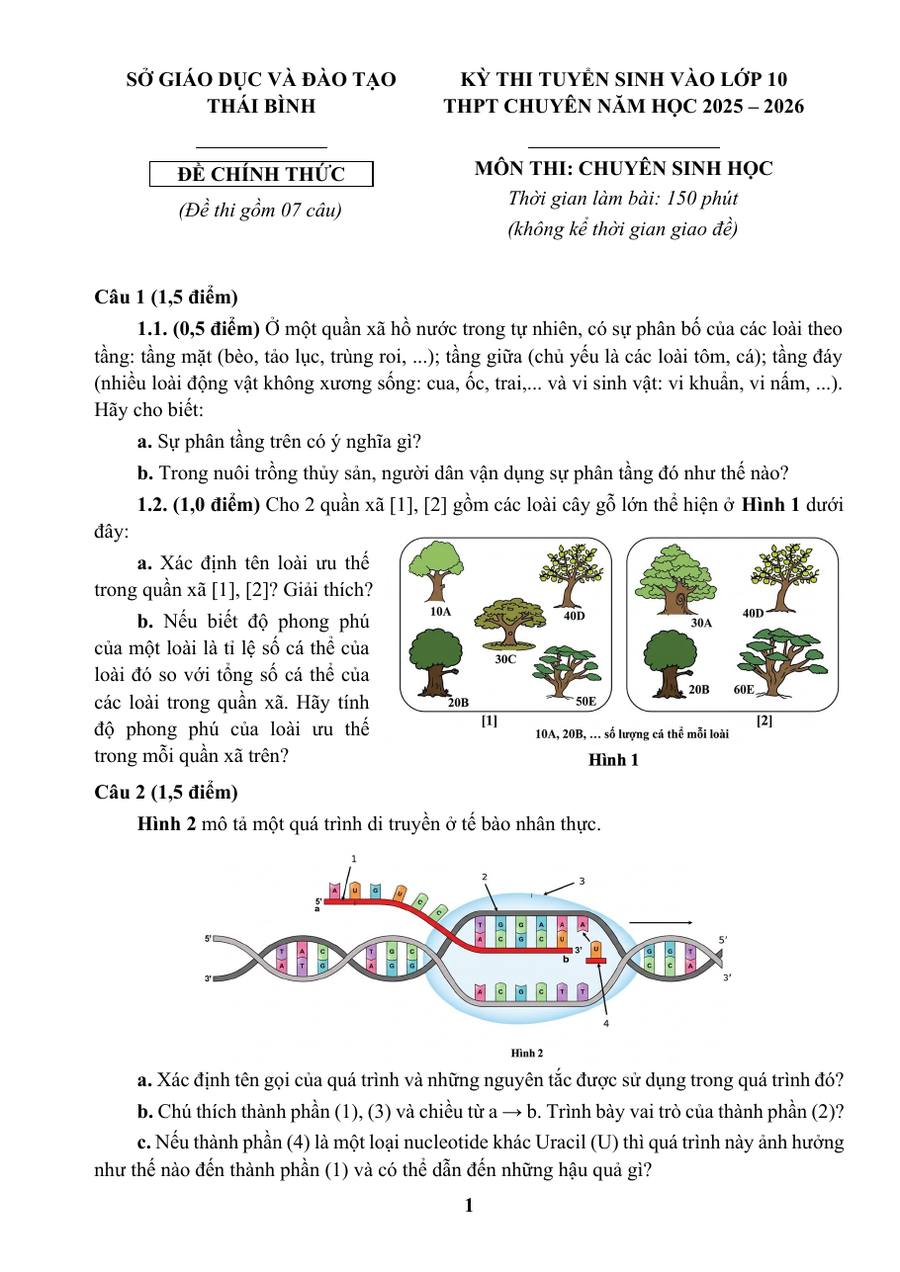 SỞ GIÁO DỤC VÀ ĐÀO TẠO
THÁI BÌNH
KỲ THI TUYỂN SINH VÀO LỚP 10
THPT CHUYÊN NĂM HỌC 2025 – 2026
ĐỀ CHÍNH THỨC
(Đề thi gồm 07 câu)
MÔN THI: CHUYÊN SINH HỌC
Thời gian làm bài: 150 phút
(không kể thời gian giao đề)
Câu 1 (1,5 điểm)
1.1. (0,5 điểm) Ở một quần xã hồ nước trong tự nhiên, có sự phân bố của các loài theo
tầng: tầng mặt (bèo, tảo lục, trùng roi, ...); tầng giữa (chủ yếu là các loài tôm, cá); tầng đáy
(nhiều loài động vật không xương sống: cua, ốc, trai,... và vi sinh vật: vi khuẩn, vi nấm, ...).
Hãy cho biết:
a. Sự phân tầng trên có ý nghĩa gì?
b. Trong nuôi trồng thủy sản, người dân vận dụng sự phân tầng đó như thế nào?
1.2. (1,0 điểm) Cho 2 quần xã [1], [2] gồm các loài cây gỗ lớn thể hiện ở Hình 1 dưới
đây:
a. Xác định tên loài ưu thế
trong quần xã [1], [2]? Giải thích?
b. Nếu biết độ phong phú
của một loài là tỉ lệ số cá thể của
loài đó so với tổng số cá thể của
các loài trong quần xã. Hãy tính
độ phong phú của loài ưu thế
trong mỗi quần xã trên?
10A
40D
30C
20B
50E
[1]
30A
40D
20B
60E
[2]
10A, 20B, ... số lượng cá thể mỗi loài
Hình 1
Câu 2 (1,5 điểm)
Hình 2 mô tả một quá trình di truyền ở tế bào nhân thực.
1
2
3
A U G U C C
5'
a
T G G A A A
A C G C U
3'
b
U
5'
3'
T A C
A T G
T G C
A G G
G G T
C C A
5'
3'
A C G C T T
4
Hình 2
a. Xác định tên gọi của quá trình và những nguyên tắc được sử dụng trong quá trình đó?
b. Chú thích thành phần (1), (3) và chiều từ a → b. Trình bày vai trò của thành phần (2)?
c. Nếu thành phần (4) là một loại nucleotide khác Uracil (U) thì quá trình này ảnh hưởng
như thế nào đến thành phần (1) và có thể dẫn đến những hậu quả gì?
1